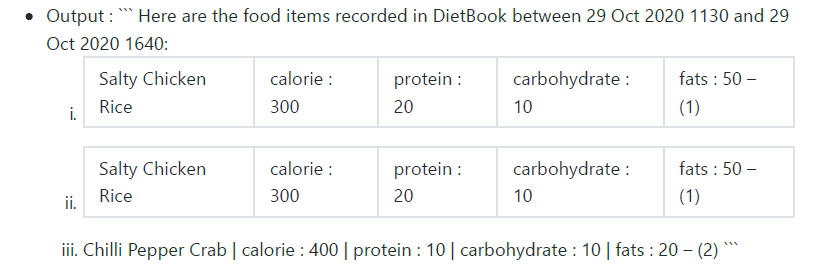 • Output : ``` Here are the food items recorded in DietBook between 29 Oct 2020 1130 and 29
Oct 2020 1640:
i. Salty Chicken Rice | calorie : 300 | protein : 20 | carbohydrate : 10 | fats : 50 – (1)
ii. Salty Chicken Rice | calorie : 300 | protein : 20 | carbohydrate : 10 | fats : 50 – (1)
iii. Chilli Pepper Crab | calorie : 400 | protein : 10 | carbohydrate : 10 | fats : 20 – (2) ```